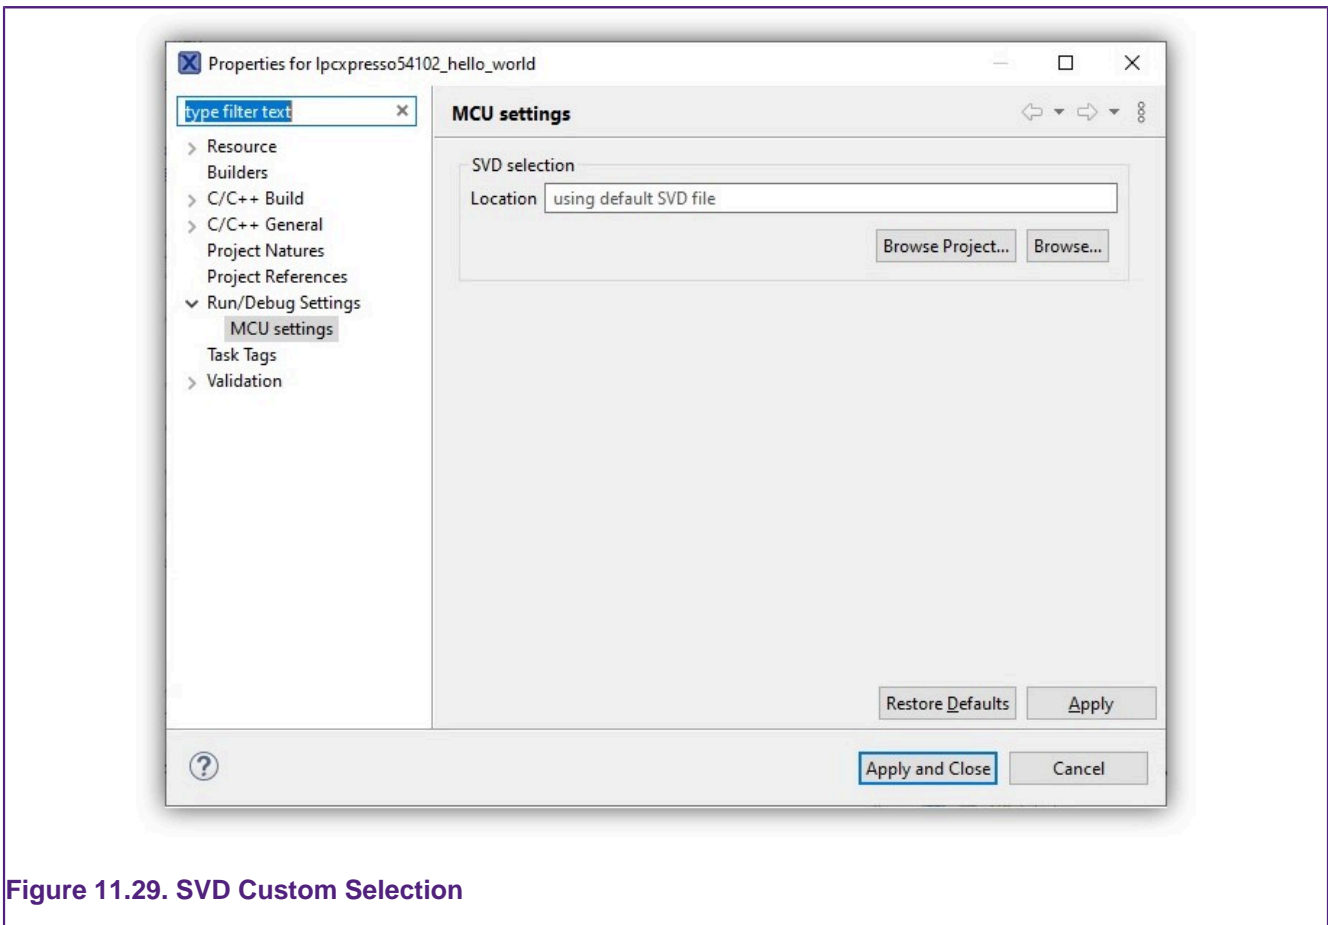 Properties for lpcxpresso54102_hello_world
type filter text
MCU settings
Resource
Builders
C/C++ Build
C/C++ General
Project Natures
Project References
Run/Debug Settings
MCU settings
Task Tags
Validation
SVD selection
Location using default SVD file
Browse Project... Browse...
Restore Defaults Apply
Apply and Close Cancel
Figure 11.29. SVD Custom Selection